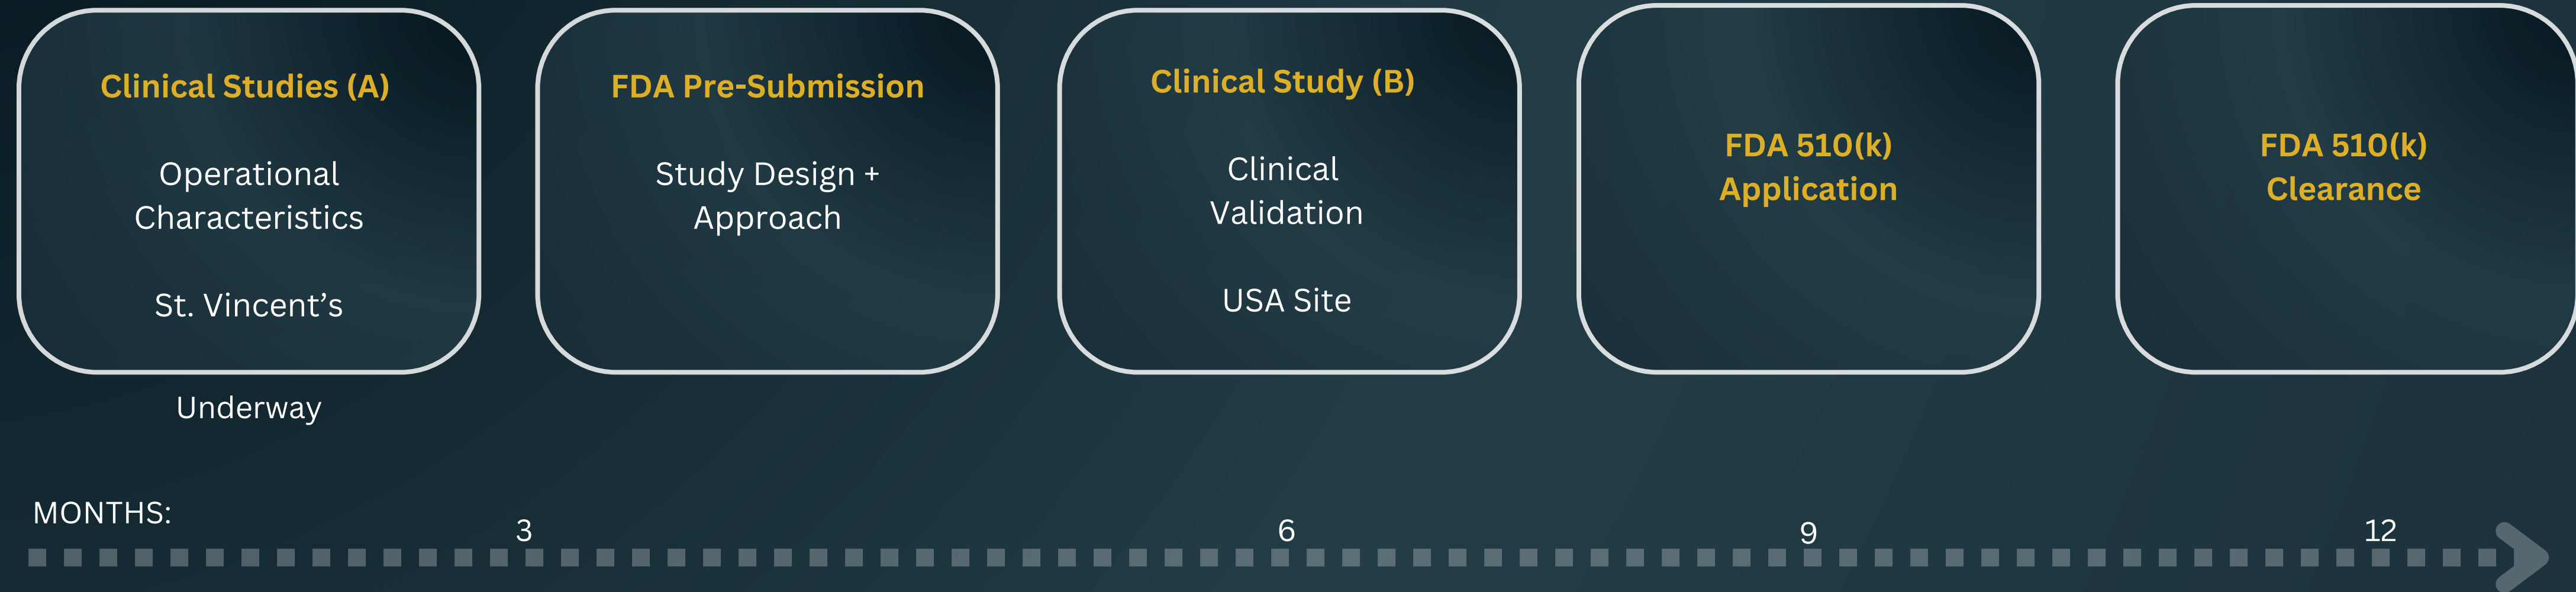 Clinical Studies (A)
Operational
Characteristics
St. Vincent’s
Underway
FDA Pre-Submission
Study Design +
Approach
Clinical Study (B)
Clinical
Validation
USA Site
FDA 510(k)
Application
FDA 510(k)
Clearance
MONTHS:
3
6
9
12